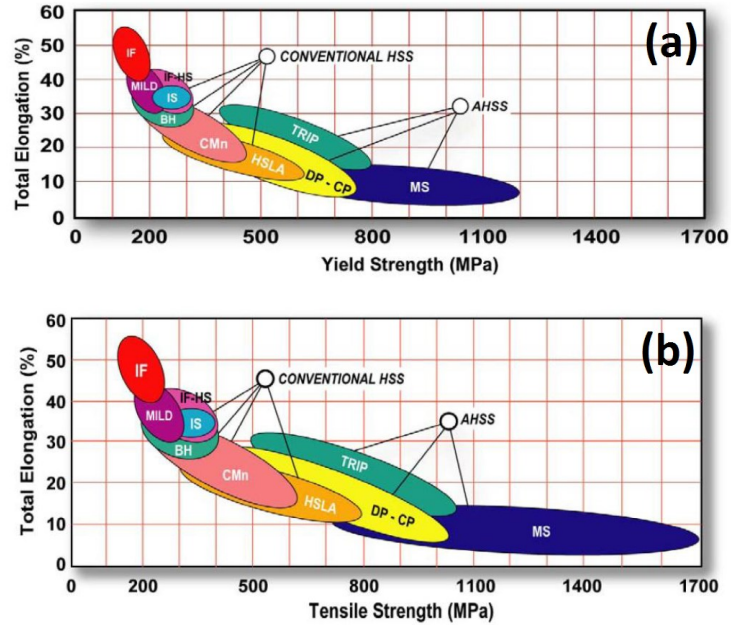 (a)
Total Elongation (%)
60
50
40
30
20
10
0
IF
MILD
IF-HS
IS
BH
CMn
HSLA
TRIP
DP - CP
MS
CONVENTIONAL HSS
AHSS
0 200 500 800 1100 1400 1700
Yield Strength (MPa)
(b)
Total Elongation (%)
60
50
40
30
20
10
0
IF
MILD
IF-HS
IS
BH
CMn
HSLA
TRIP
DP - CP
MS
CONVENTIONAL HSS
AHSS
0 200 500 800 1100 1400 1700
Tensile Strength (MPa)